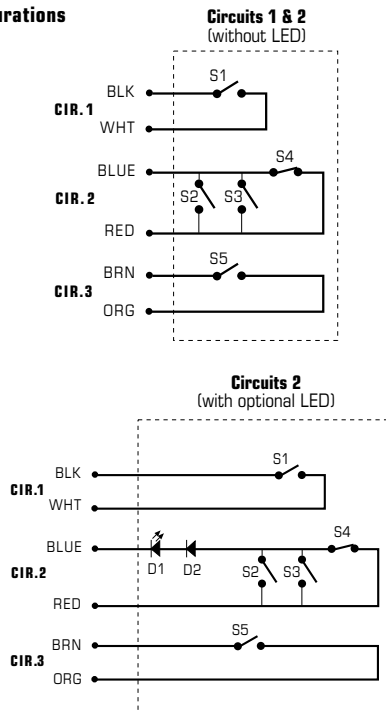 urations
Circuits 1 & 2
(without LED)
S1
BLK
CIR.1
WHT
BLUE
S4
CIR.2
S2
S3
RED
BRN
S5
CIR.3
ORG
Circuits 2
(with optional LED)
S1
BLK
CIR.1
WHT
BLUE
S4
CIR.2
D1
D2
S2
S3
RED
BRN
S5
CIR.3
ORG